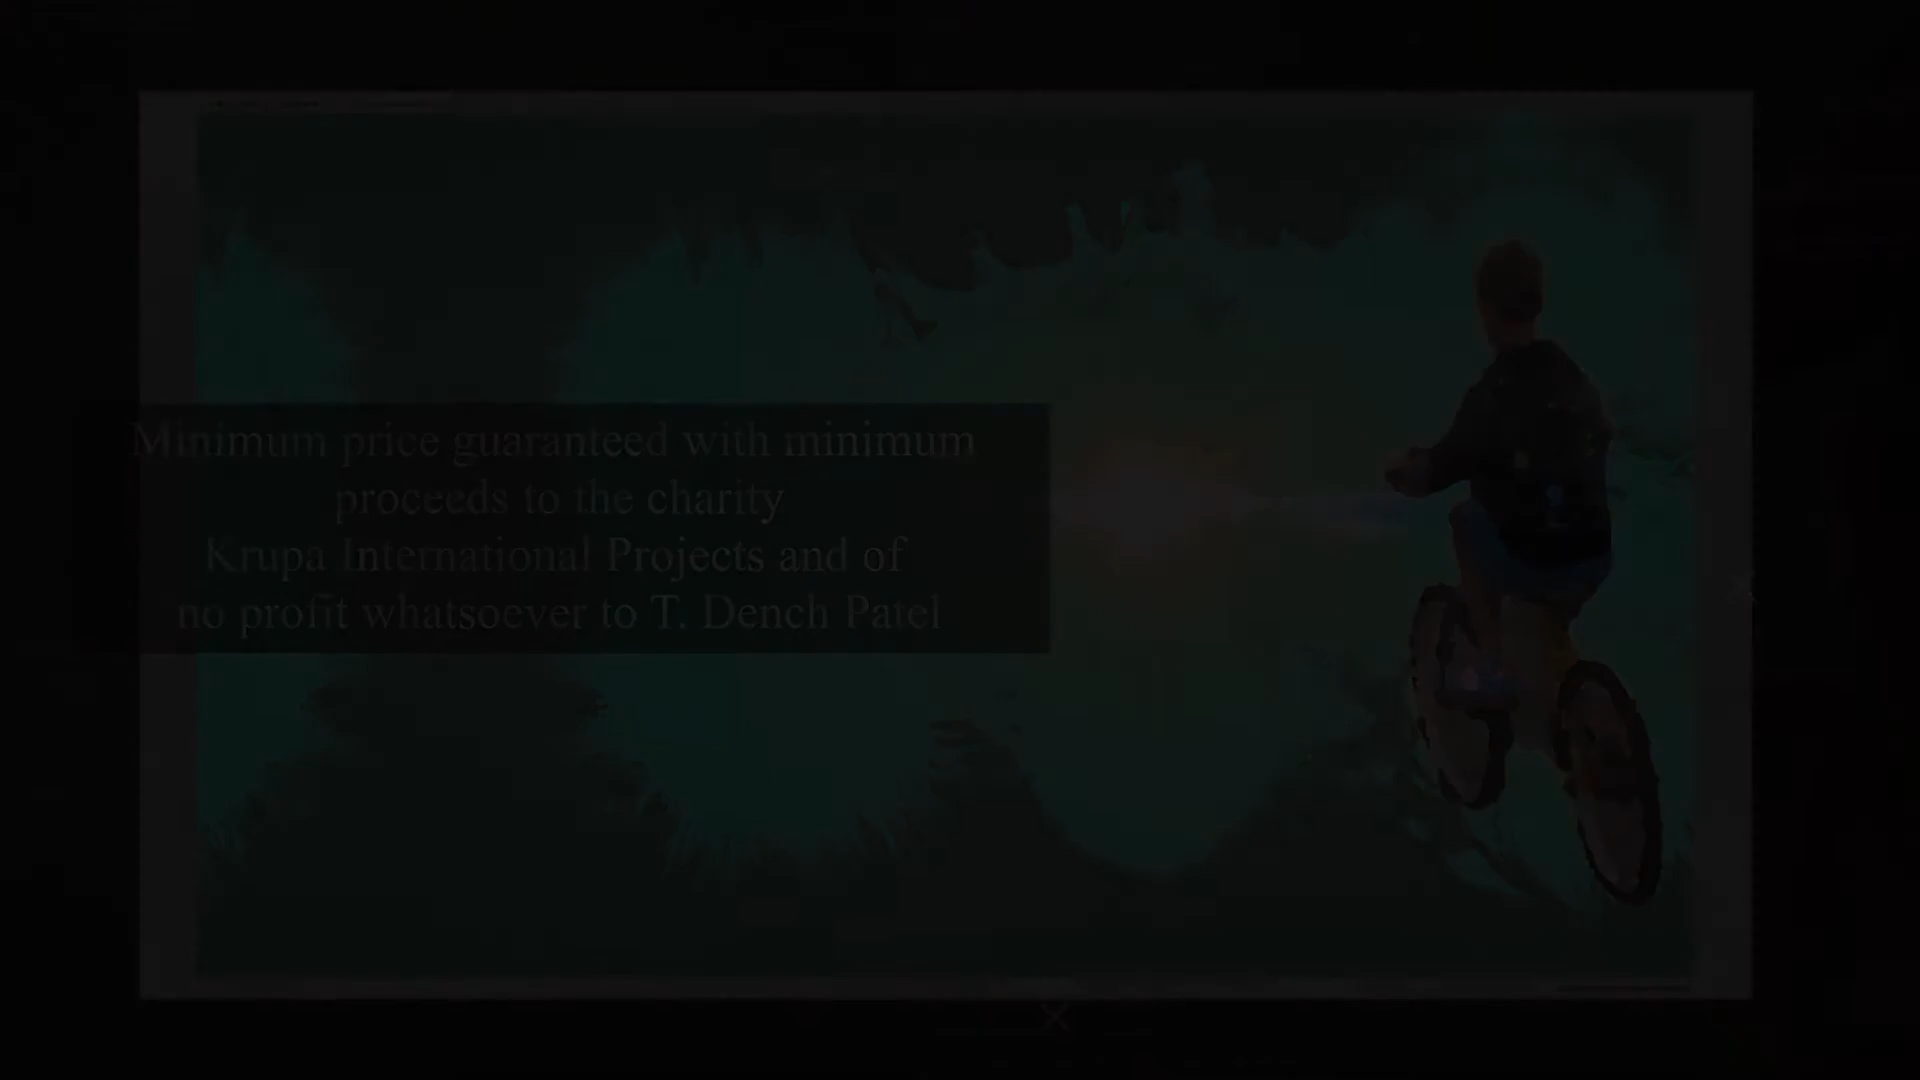 Minimum price guaranteed with minimum
proceeds to the charity
Krupa International Projects and of
no profit whatsoever to T. Dench Patel